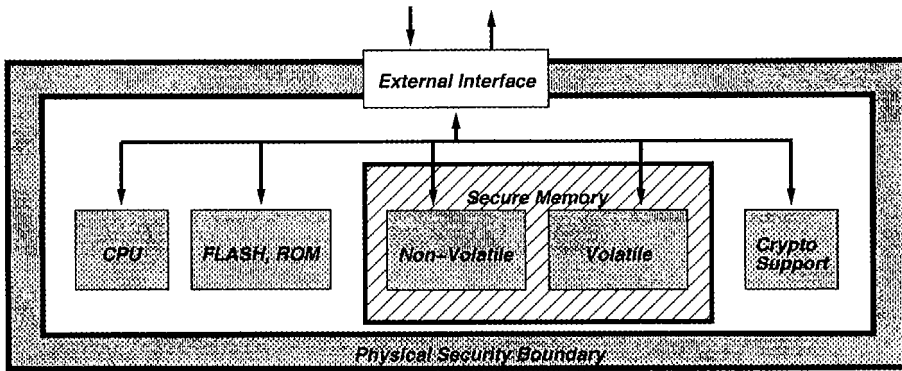 External Interface
Secure Memory
CPU
FLASH, ROM
Non-Volatile
Volatile
Crypto
Support
Physical Security Boundary